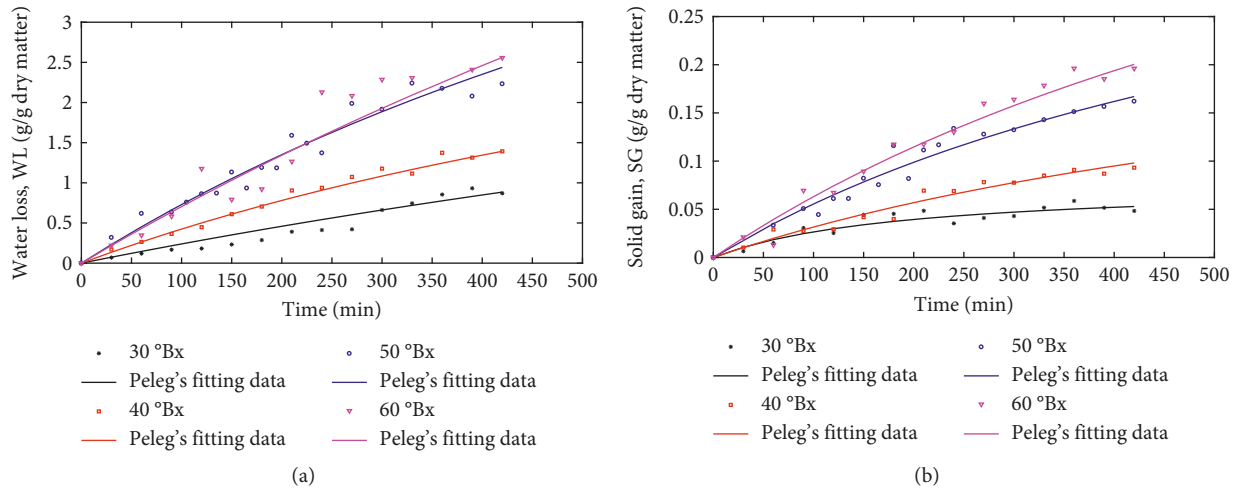 3
2.5
2
1.5
1
0.5
0
Water loss, WL (g/g dry matter)
0 50 100 150 200 250 300 350 400 450 500
Time (min)
30 °Bx
Peleg's fitting data
40 °Bx
Peleg's fitting data
50 °Bx
Peleg's fitting data
60 °Bx
Peleg's fitting data
(a)
0.25
0.2
0.15
0.1
0.05
0
Solid gain, SG (g/g dry matter)
0 50 100 150 200 250 300 350 400 450 500
Time (min)
30 °Bx
Peleg's fitting data
40 °Bx
Peleg's fitting data
50 °Bx
Peleg's fitting data
60 °Bx
Peleg's fitting data
(b)